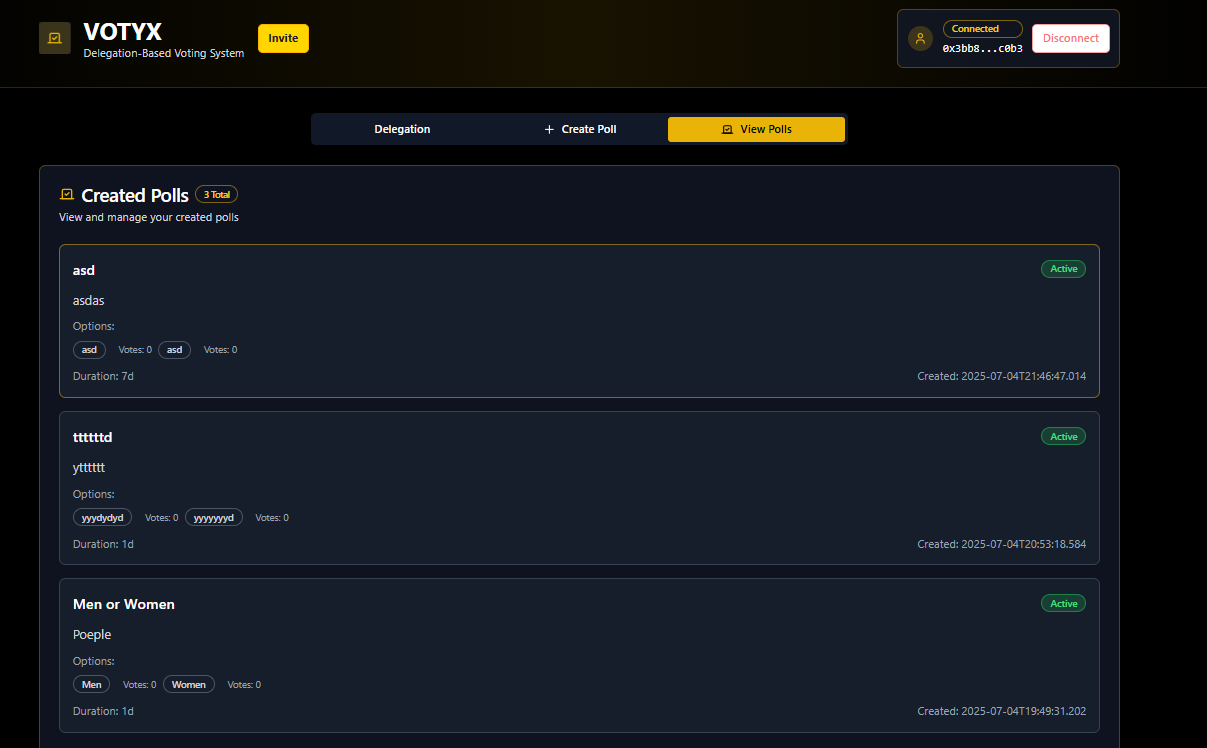 VOTYX
Delegation-Based Voting System
Invite
Connected
0x3bb8...c0b3
Disconnect
Delegation
Create Poll
View Polls
Created Polls 3 Total
View and manage your created polls
asd Active
asdas
Options:
asd Votes: 0 asd Votes: 0
Duration: 7d Created: 2025-07-04T21:46:47.014
ttttttd Active
ytttttt
Options:
yyydydyd Votes: 0 yyyyyyyd Votes: 0
Duration: 1d Created: 2025-07-04T20:53:18.584
Men or Women Active
Poeple
Options:
Men Votes: 0 Women Votes: 0
Duration: 1d Created: 2025-07-04T19:49:31.202